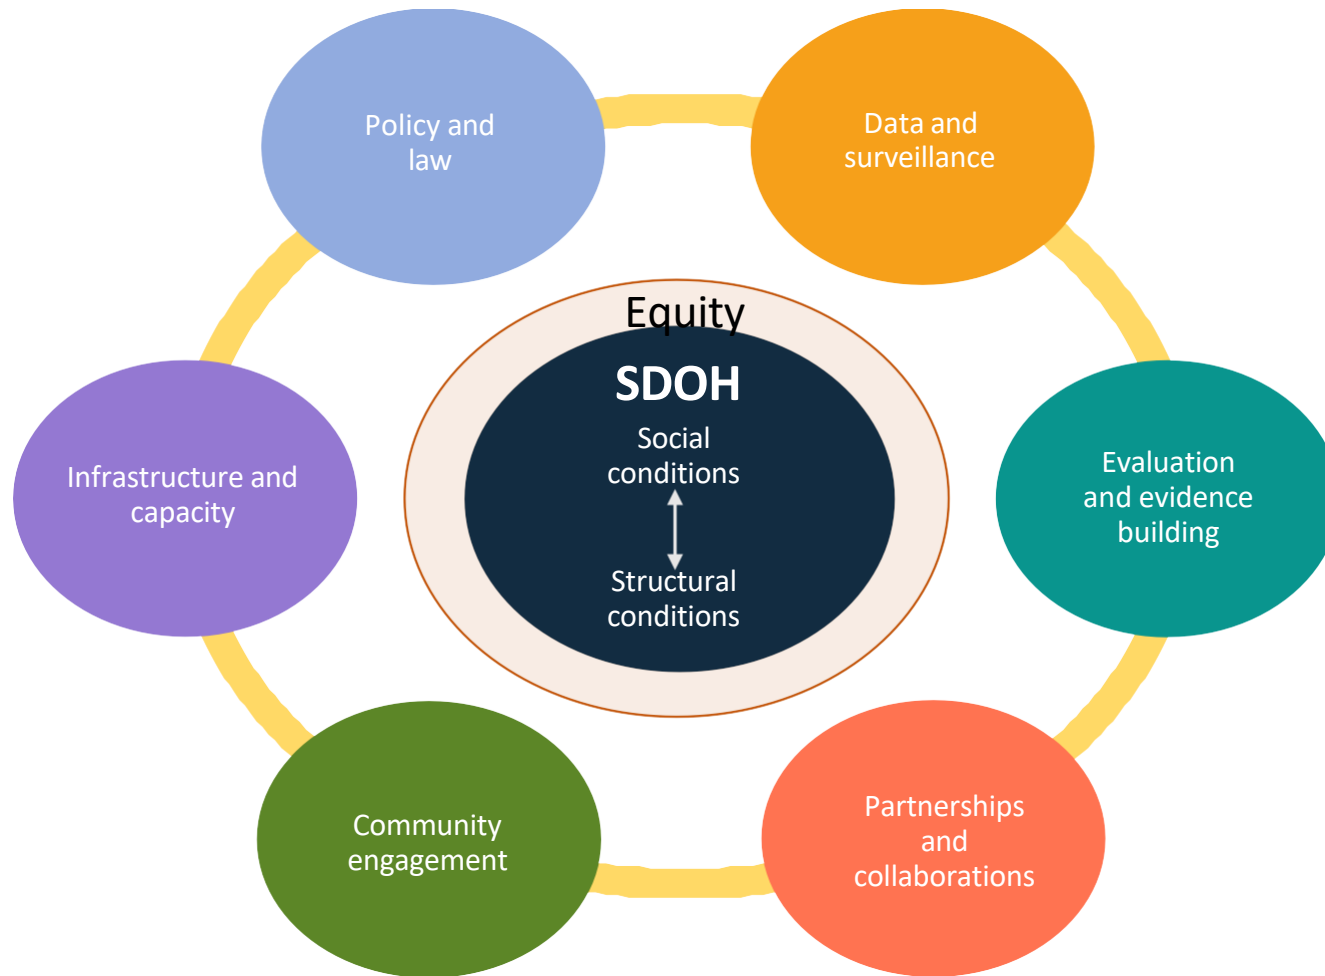 Policy and
law
Data and
surveillance
Equity
SDOH
Social
conditions
Structural
conditions
Infrastructure and
capacity
Evaluation
and evidence
building
Community
engagement
Partnerships
and
collaborations